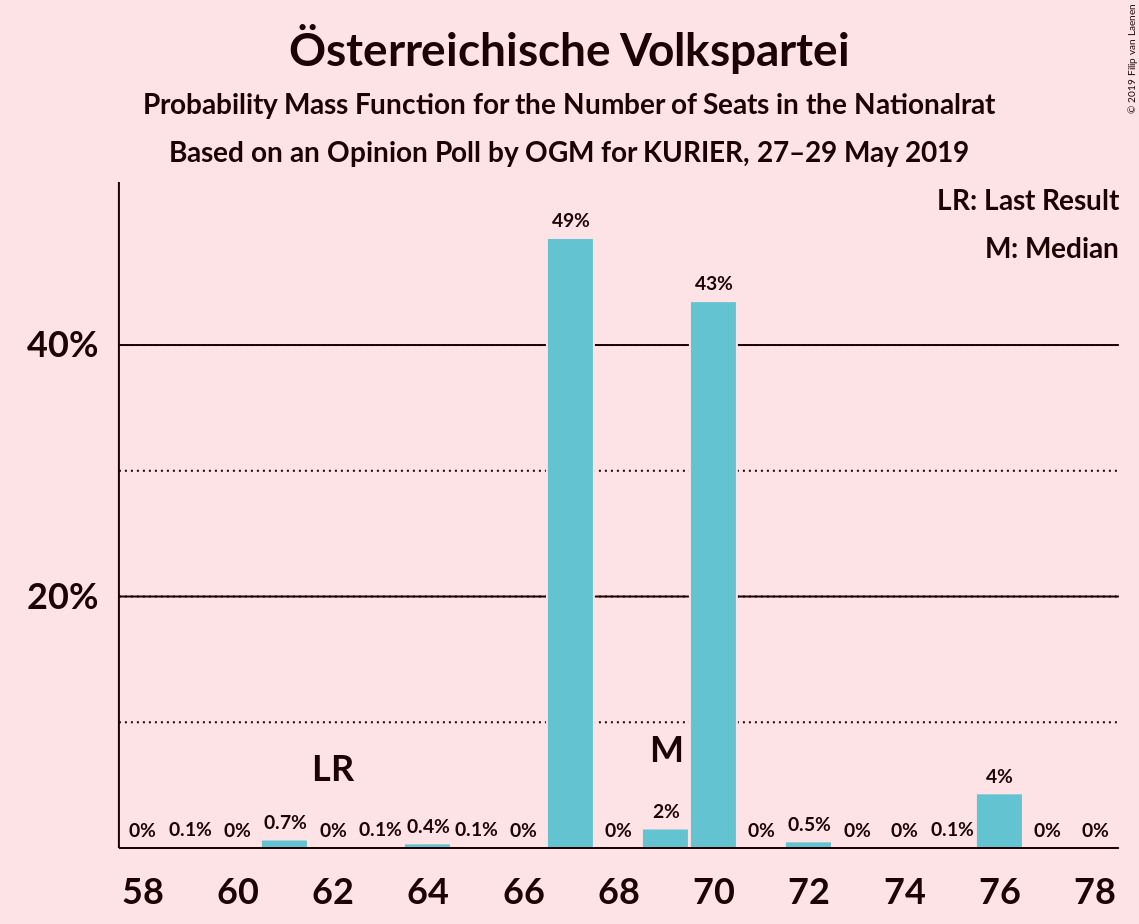 Österreichische Volkspartei
Probability Mass Function for the Number of Seats in the Nationalrat
Based on an Opinion Poll by OGM for KURIER, 27–29 May 2019
© 2019 Filip van Laenen
LR: Last Result
M: Median
49%
43%
40%
20%
LR
M
0% 0.1% 0% 0.7% 0% 0.1% 0.4% 0.1% 0% 0% 2% 0% 0.5% 0% 0% 0.1% 4% 0% 0%
58 60 62 64 66 68 70 72 74 76 78